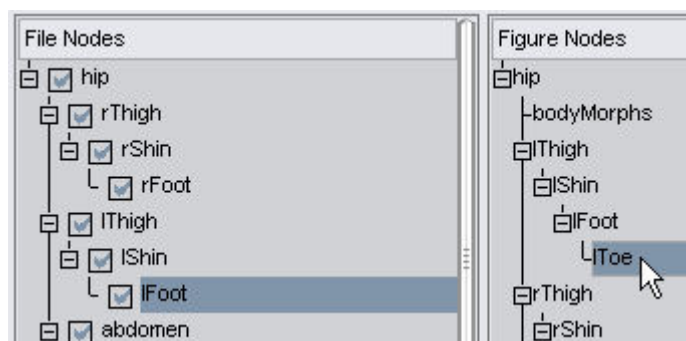 File Nodes
hip
rThigh
rShin
rFoot
lThigh
lShin
lFoot
abdomen
Figure Nodes
hip
bodyMorphs
lThigh
lShin
lFoot
lToe
rThigh
rShin